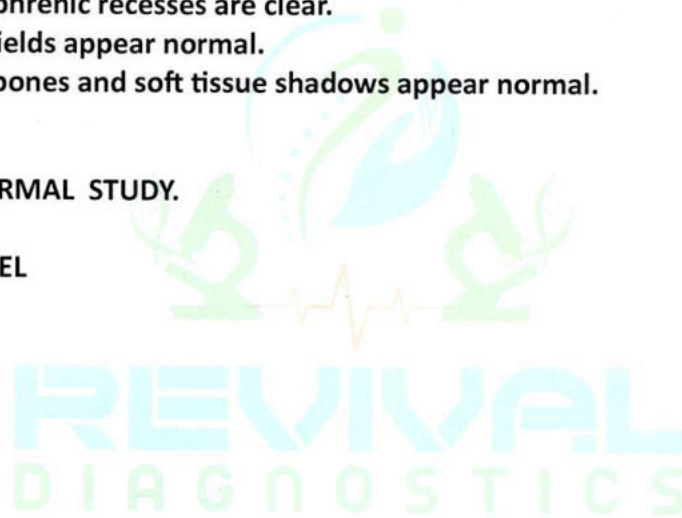 phrenic recesses are clear.
ields appear normal.
bones and soft tissue shadows appear normal.
RMAL STUDY.
EL
REVIVAL
DIAGNOSTICS